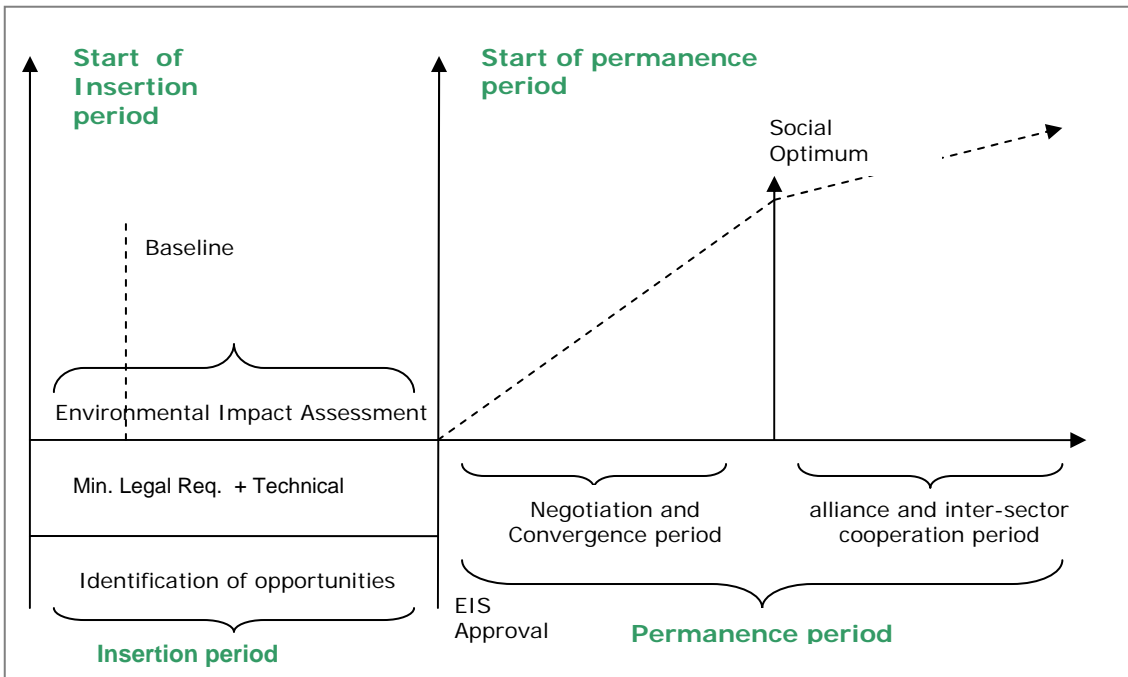 Start of
Insertion
period
Start of permanence
period
Social
Optimum
Baseline
Environmental Impact Assessment
Min. Legal Req. + Technical
Negotiation and
Convergence period
alliance and inter-sector
cooperation period
Identification of opportunities
EIS
Approval
Insertion period
Permanence period